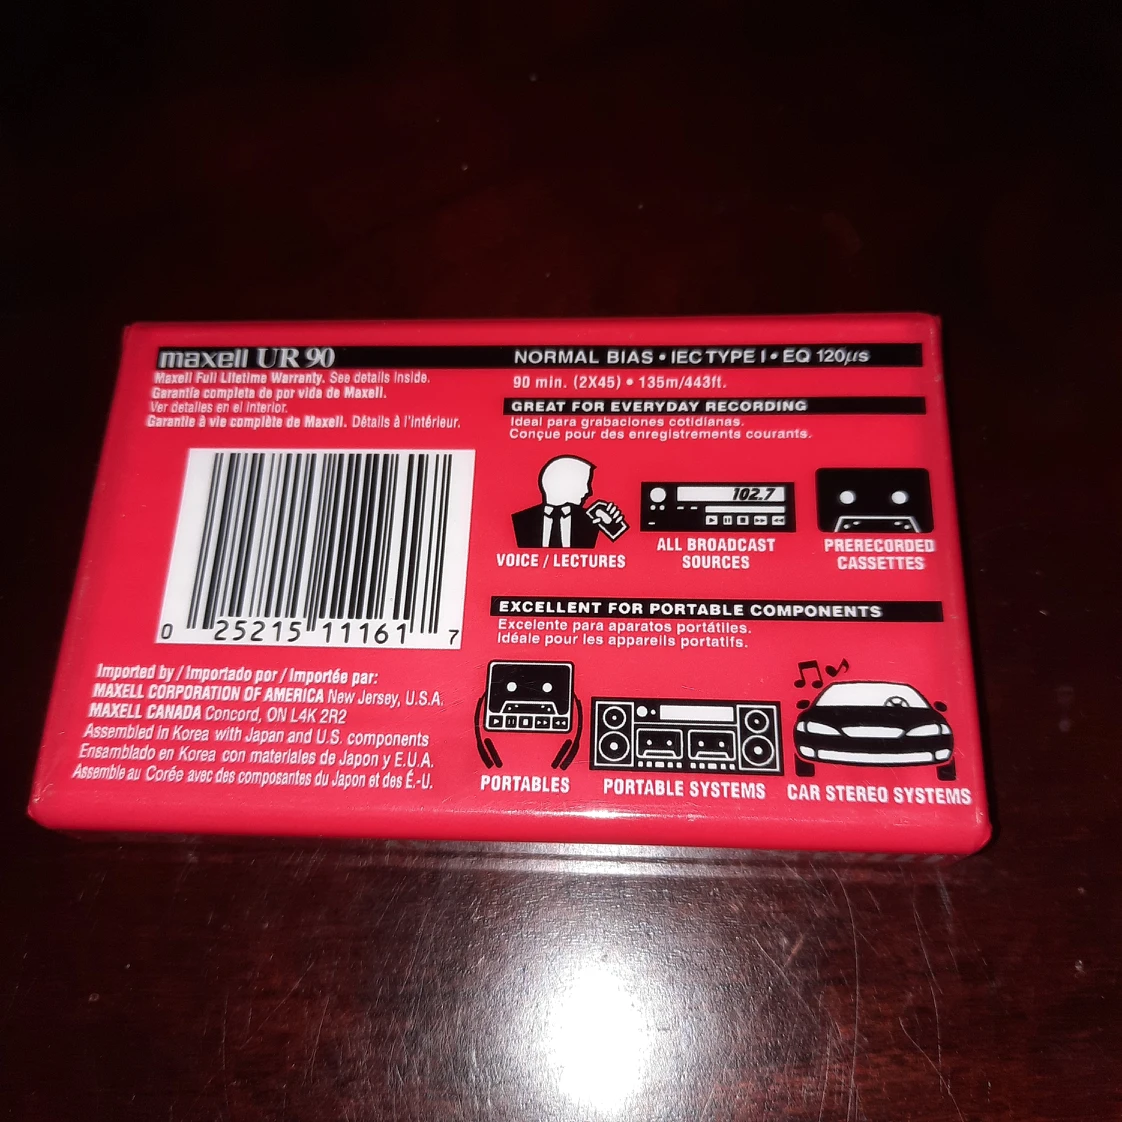 maxell UR 90
Maxell Full Lifetime Warranty. See details inside.
Garantía completa de por vida de Maxell.
Ver detalles en el interior.
Garantie à vie complète de Maxell. Détails à l'intérieur.
0 25215 11161 7
Imported by / Importado por / Importée par:
MAXELL CORPORATION OF AMERICA New Jersey, U.S.A.
MAXELL CANADA Concord, ON L4K 2R2
Assembled in Korea with Japan and U.S. components
Ensamblado en Korea con materiales de Japon y E.U.A.
Assemble au Corée avec des composantes du Japon et des É.-U.
NORMAL BIAS • IEC TYPE I • EQ 120µs
90 min. (2X45) • 135m/443ft.
GREAT FOR EVERYDAY RECORDING
Ideal para grabaciones cotidianas.
Conçue pour des enregistrements courants.
102.7
VOICE / LECTURES
ALL BROADCAST
SOURCES
PRERECORDED
CASSETTES
EXCELLENT FOR PORTABLE COMPONENTS
Excelente para aparatos portátiles.
Idéale pour les appareils portatifs.
PORTABLES
PORTABLE SYSTEMS
CAR STEREO SYSTEMS